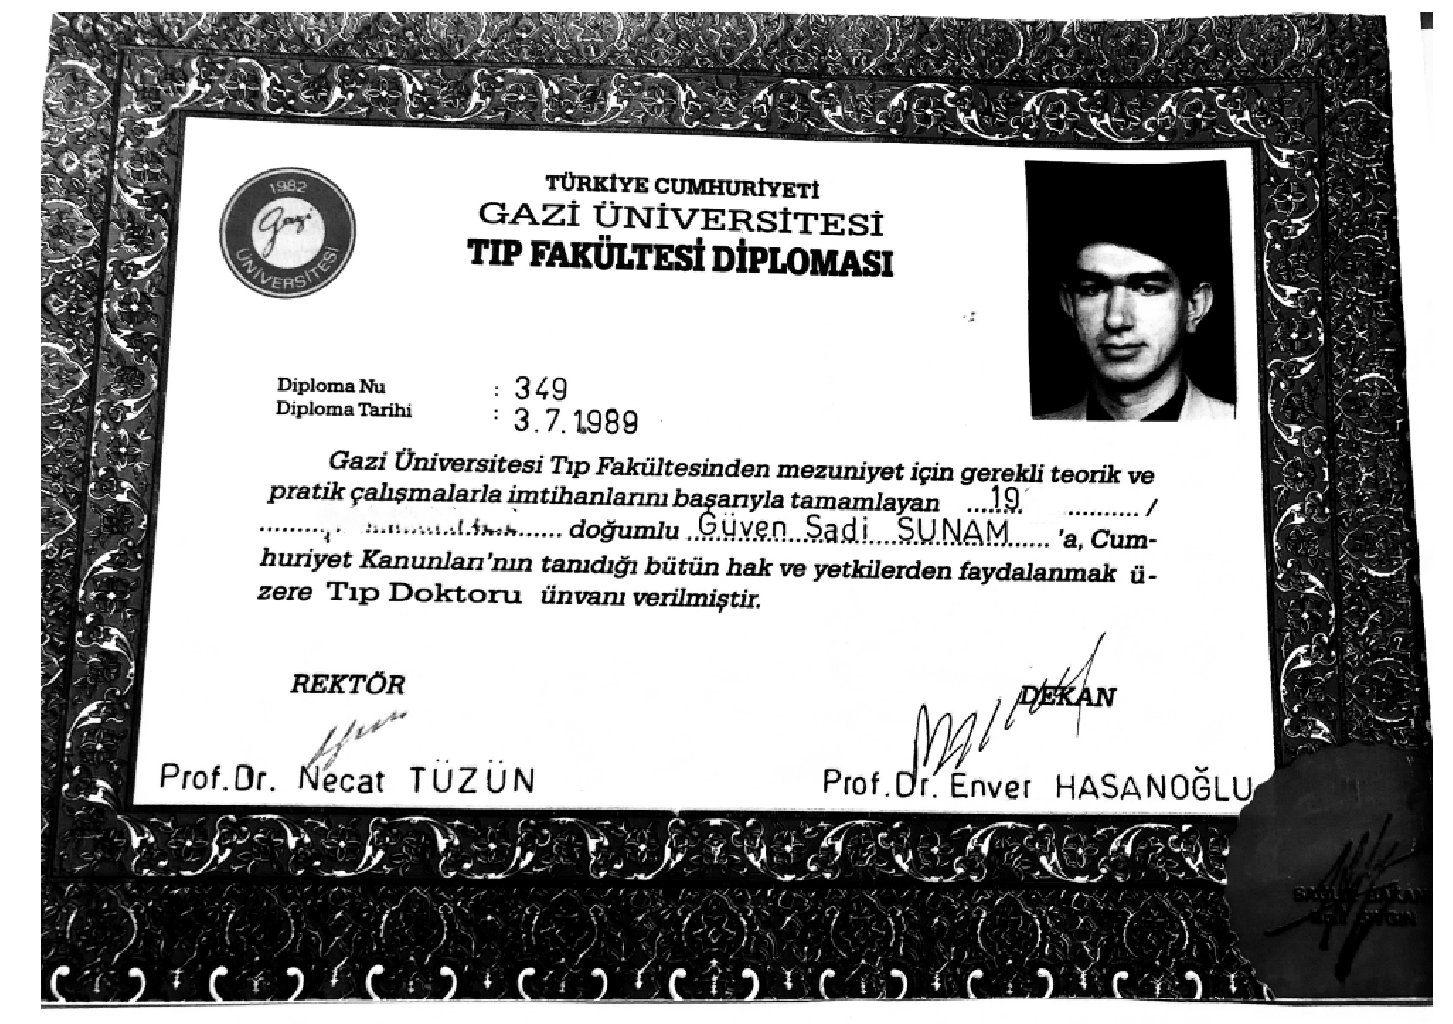 1982
Gazi
ÜNİVERSİTESİ
TÜRKİYE CUMHURİYETİ
GAZİ ÜNİVERSİTESİ
TIP FAKÜLTESİ DİPLOMASI
Diploma Nu : 349
Diploma Tarihi : 3.7.1989
Gazi Üniversitesi Tıp Fakültesinden mezuniyet için gerekli teorik ve
pratik çalışmalarla imtihanlarını başarıyla tamamlayan ....19. .......... /
doğumlu ..Güven Sadi SUNAM...... 'a, Cum-
huriyet Kanunları'nın tanıdığı bütün hak ve yetkilerden faydalanmak ü-
zere Tıp Doktoru ünvanı verilmiştir.
REKTÖR
DEKAN
Prof.Dr. Necat TÜZÜN
Prof.Dr. Enver HASANOĞLU